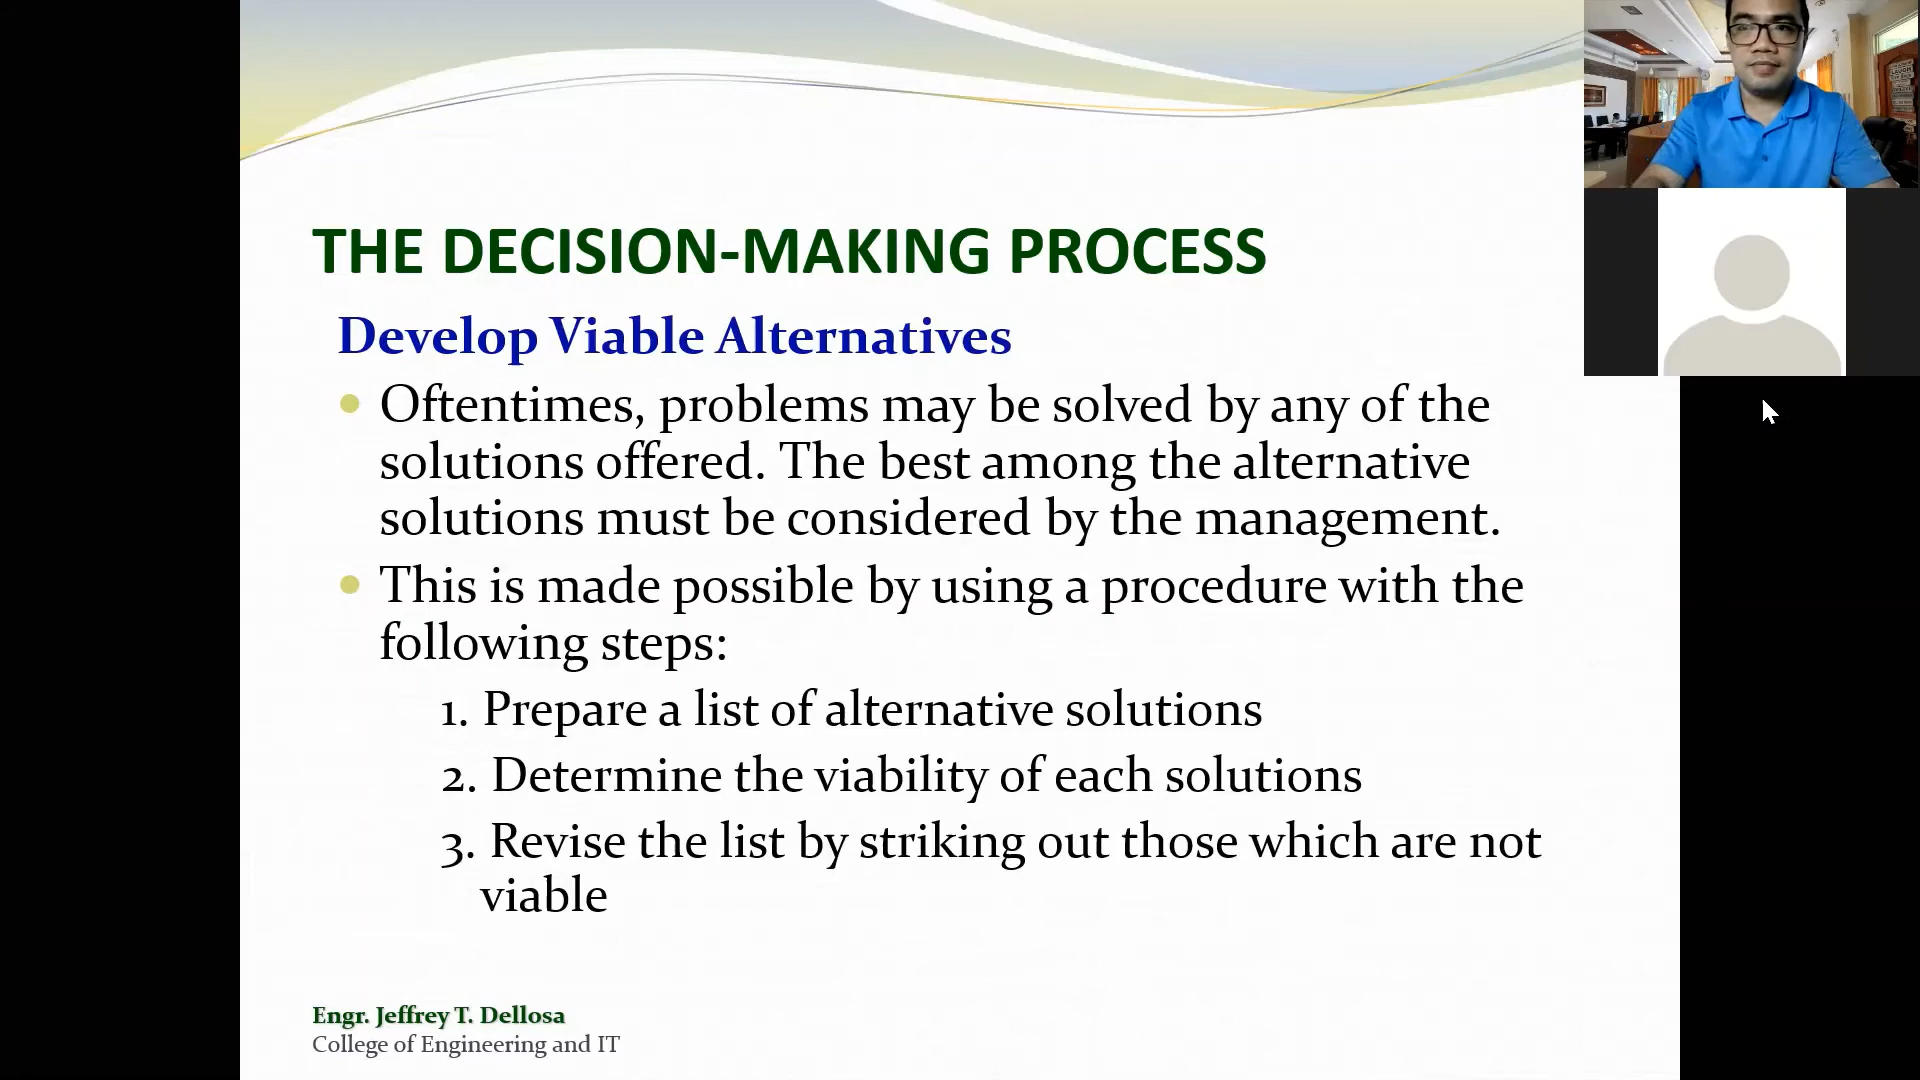 THE DECISION-MAKING PROCESS
Develop Viable Alternatives
Oftentimes, problems may be solved by any of the
solutions offered. The best among the alternative
solutions must be considered by the management.
This is made possible by using a procedure with the
following steps:
1. Prepare a list of alternative solutions
2. Determine the viability of each solutions
3. Revise the list by striking out those which are not
viable
Engr. Jeffrey T. Dellosa
College of Engineering and IT